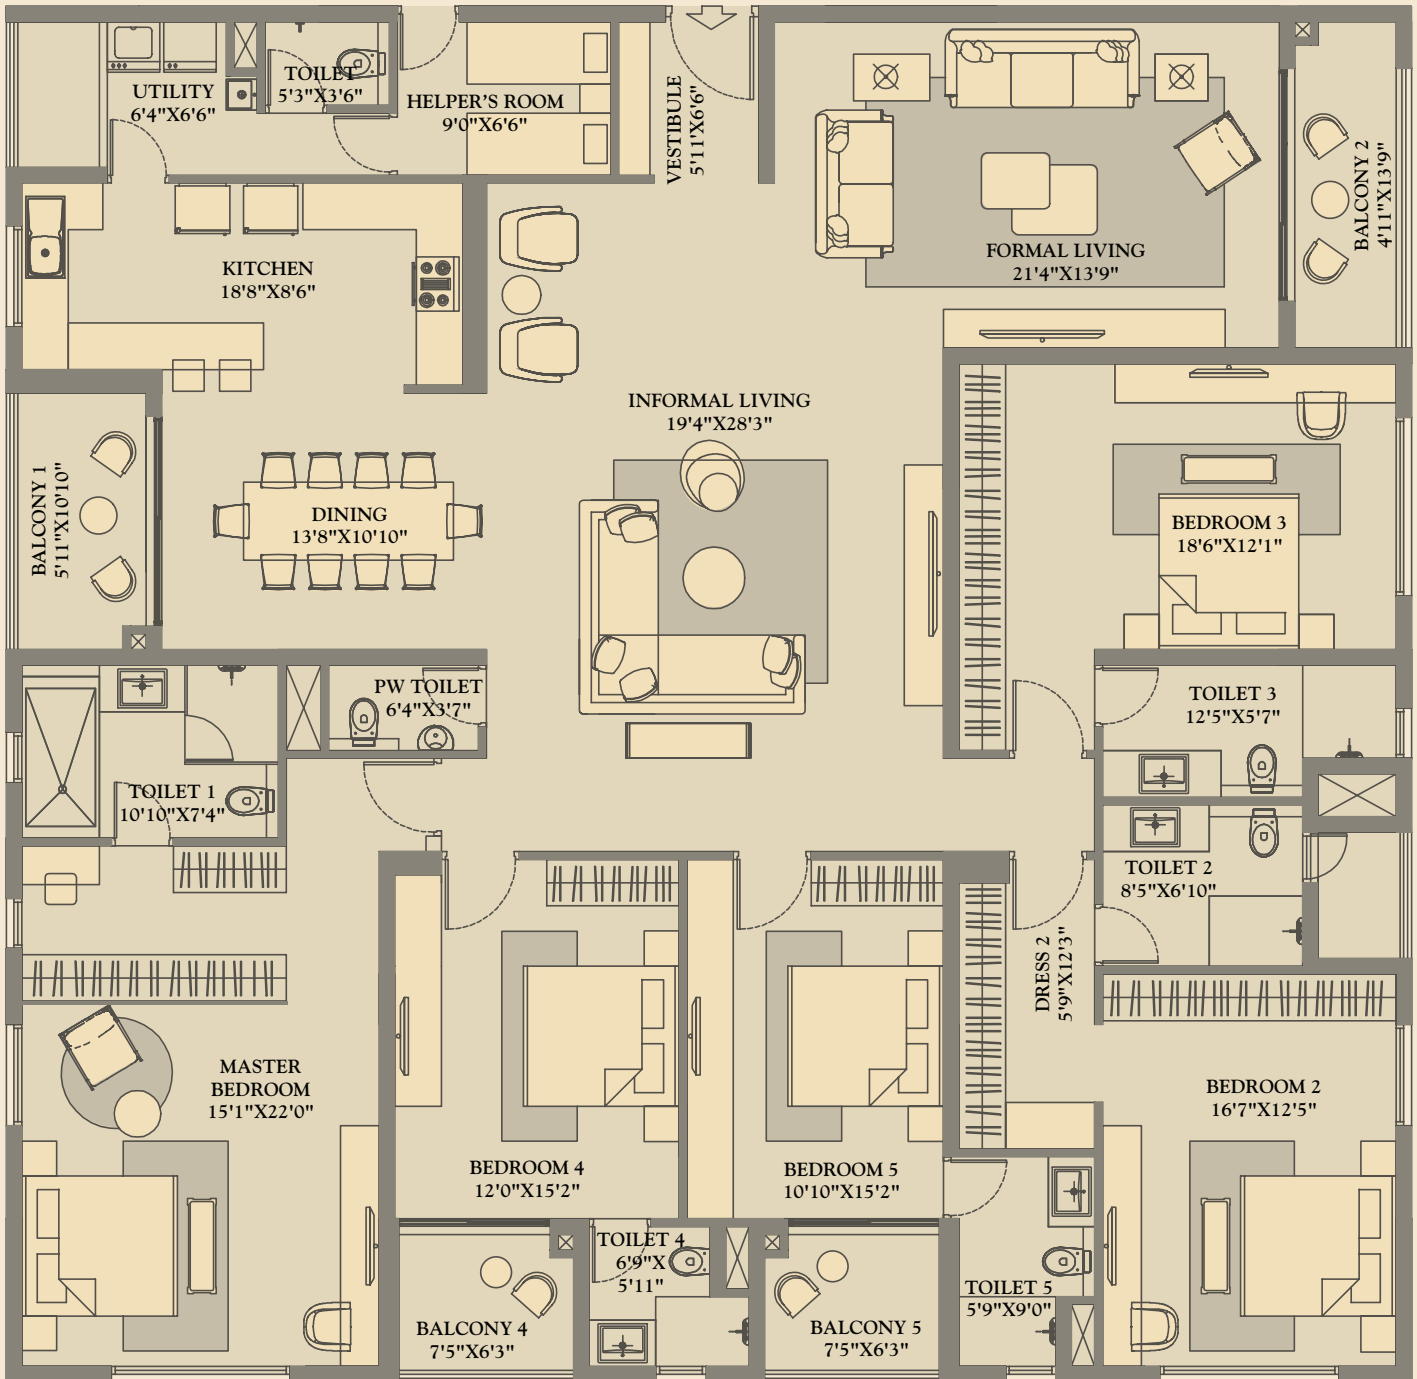 UTILITY
6'4"X6'6"
TOILET
5'3"X3'6"
HELPER'S ROOM
9'0"X6'6"
VESTIBULE
5'11'X6'6"
FORMAL LIVING
21'4"X13'9"
BALCONY 2
4'11"X13'9"
KITCHEN
18'8"X8'6"
INFORMAL LIVING
19'4"X28'3"
BALCONY 1
5'11"X10'10"
DINING
13'8"X10'10"
BEDROOM 3
18'6"X12'1"
PW TOILET
6'4"X3'7"
TOILET 3
12'5"X5'7"
TOILET 1
10'10"X7'4"
TOILET 2
8'5"X6'10"
DRESS 2
5'9"X12'3"
MASTER
BEDROOM
15'1"X22'0"
BEDROOM 2
16'7"X12'5"
BEDROOM 4
12'0"X15'2"
BEDROOM 5
10'10"X15'2"
TOILET 4
6'9"X
5'11"
TOILET 5
5'9"X9'0"
BALCONY 4
7'5"X6'3"
BALCONY 5
7'5"X6'3"